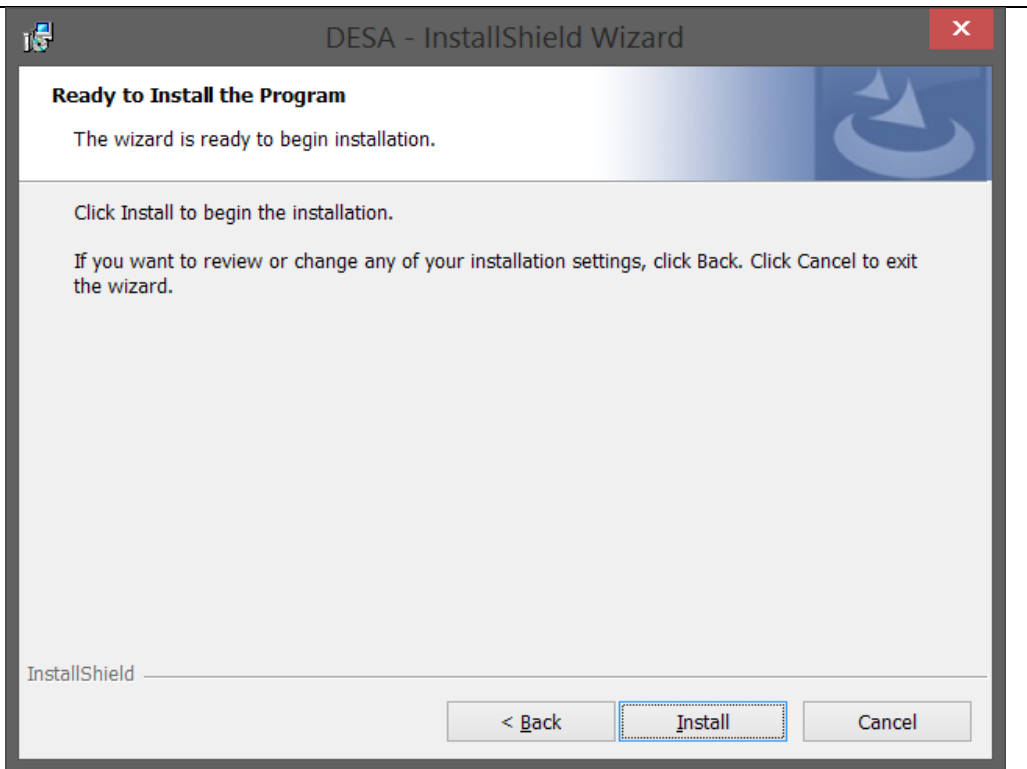 DESA - InstallShield Wizard
X
Ready to Install the Program
The wizard is ready to begin installation.
Click Install to begin the installation.
If you want to review or change any of your installation settings, click Back. Click Cancel to exit
the wizard.
InstallShield
< Back
Install
Cancel